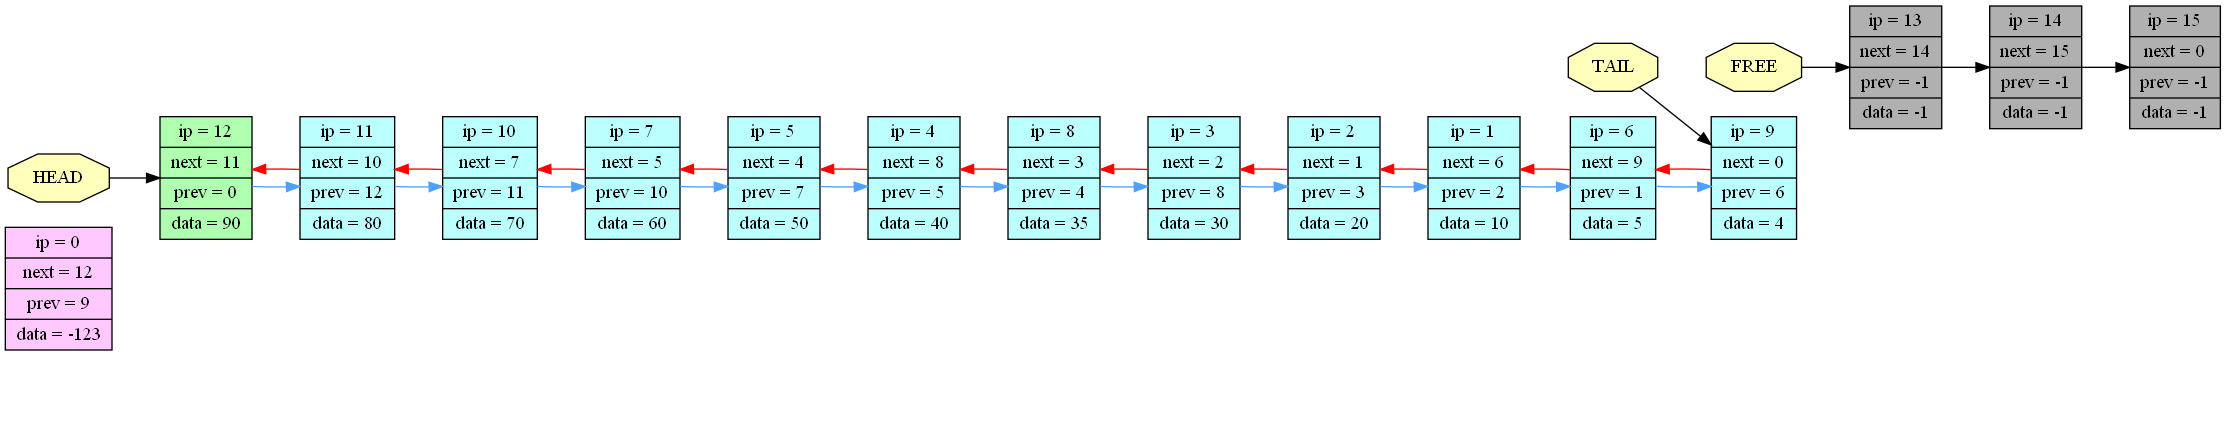 HEAD
ip = 12
next = 11
prev = 0
data = 90
ip = 11
next = 10
prev = 12
data = 80
ip = 10
next = 7
prev = 11
data = 70
ip = 7
next = 5
prev = 10
data = 60
ip = 5
next = 4
prev = 7
data = 50
ip = 4
next = 8
prev = 5
data = 40
ip = 8
next = 3
prev = 4
data = 35
ip = 3
next = 2
prev = 8
data = 30
ip = 2
next = 1
prev = 3
data = 20
ip = 1
next = 6
prev = 2
data = 10
ip = 6
next = 9
prev = 1
data = 5
TAIL
ip = 9
next = 0
prev = 6
data = 4
FREE
ip = 13
next = 14
prev = -1
data = -1
ip = 14
next = 15
prev = -1
data = -1
ip = 15
next = 0
prev = -1
data = -1
ip = 0
next = 12
prev = 9
data = -123